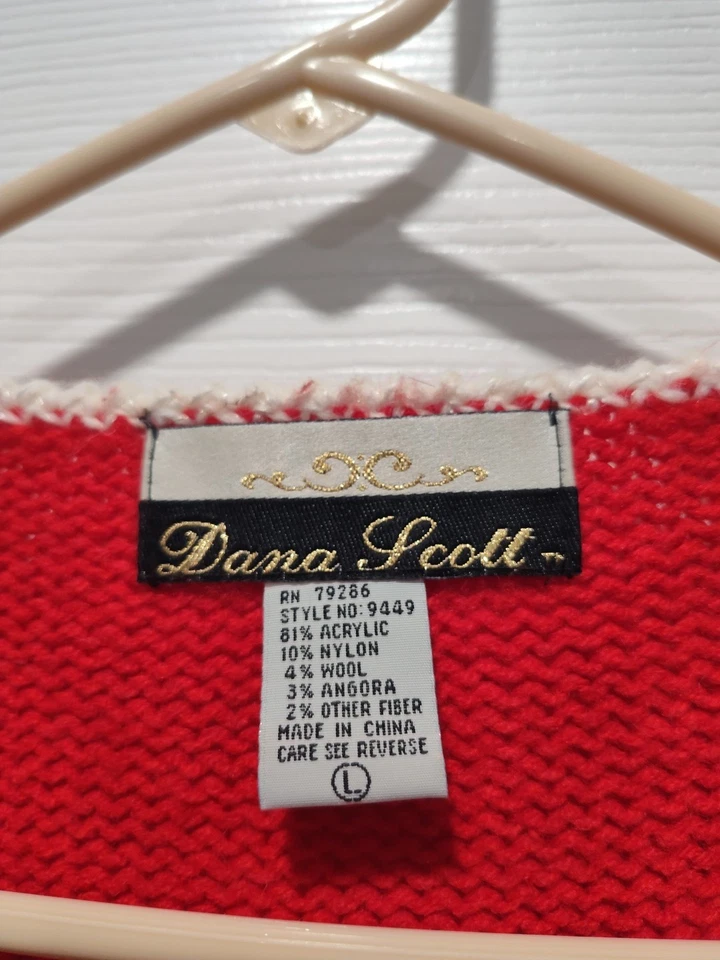 Dana Scott ™
RN 79286
STYLE NO: 9449
81% ACRYLIC
10% NYLON
4% WOOL
3% ANGORA
2% OTHER FIBER
MADE IN CHINA
CARE SEE REVERSE
L